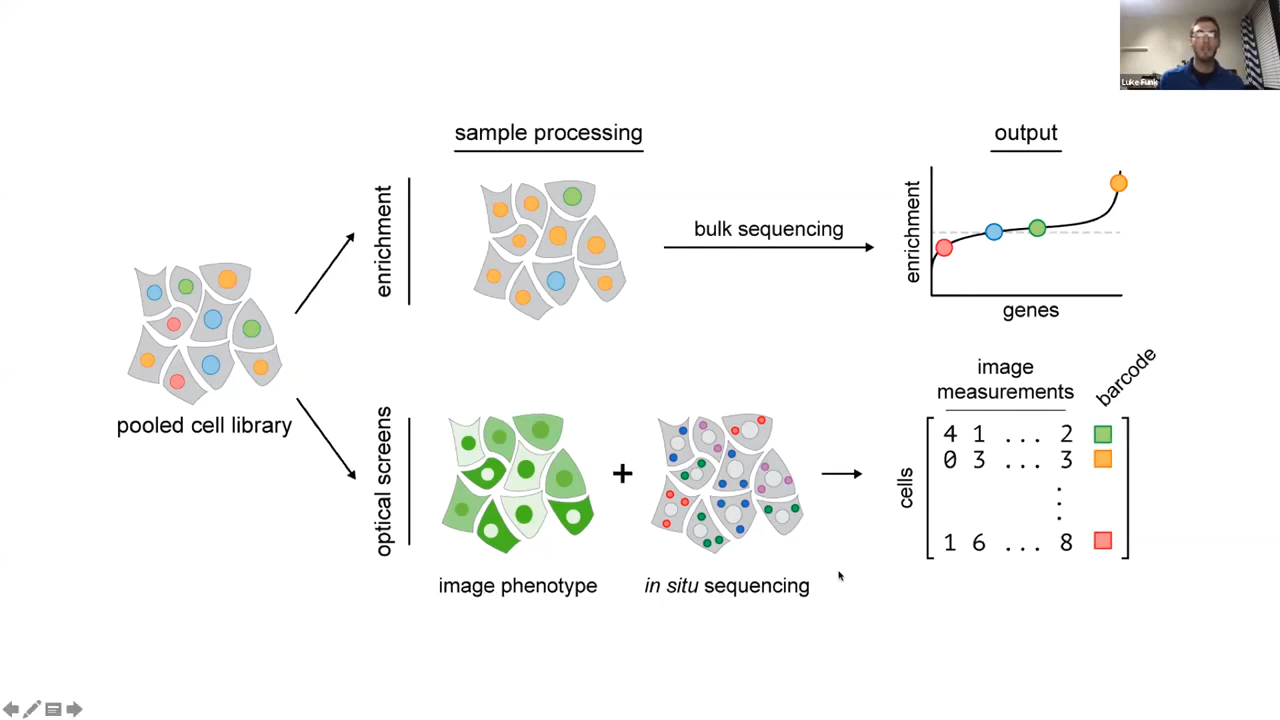 Luke Funk
sample processing
output
enrichment
bulk sequencing
enrichment
genes
pooled cell library
optical screens
image phenotype
+
in situ sequencing
image
measurements
barcode
cells
4 1 ... 2
0 3 ... 3
1 6 ... 8